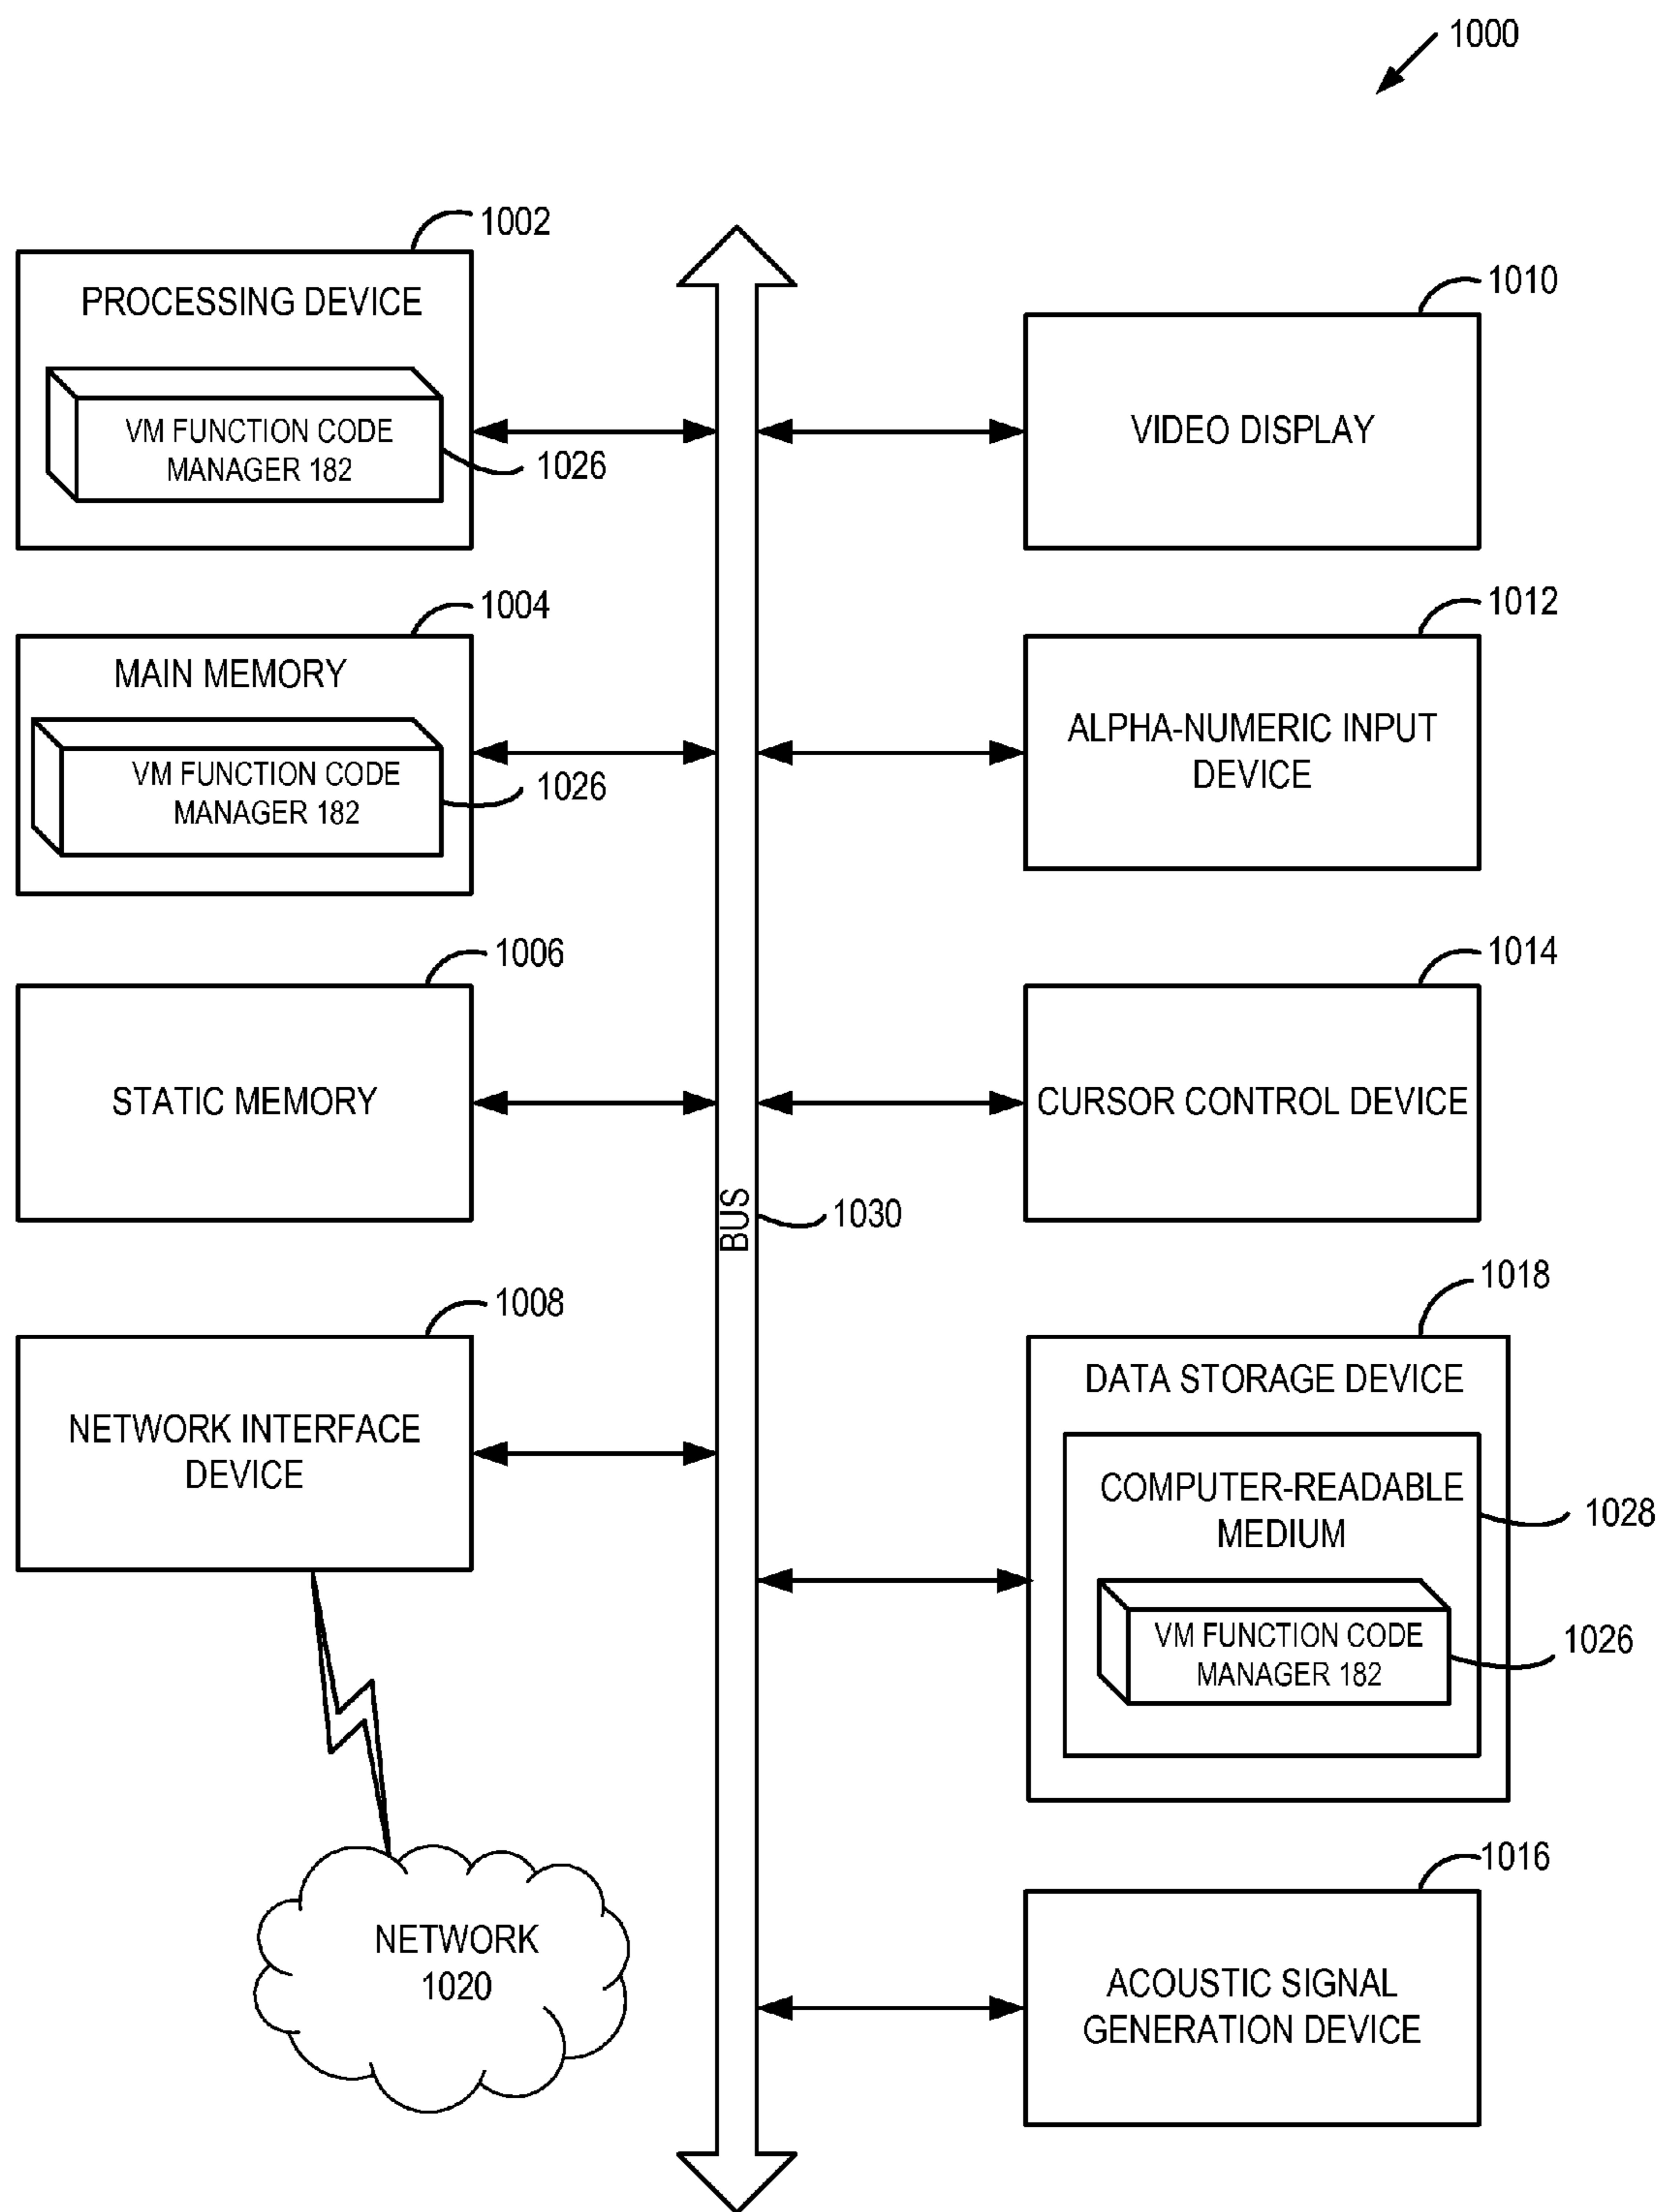 1000
1002
PROCESSING DEVICE
VM FUNCTION CODE
MANAGER 182
1026
1004
MAIN MEMORY
VM FUNCTION CODE
MANAGER 182
1026
1006
STATIC MEMORY
1008
NETWORK INTERFACE
DEVICE
NETWORK
1020
BUS
1030
1010
VIDEO DISPLAY
1012
ALPHA-NUMERIC INPUT
DEVICE
1014
CURSOR CONTROL DEVICE
1018
DATA STORAGE DEVICE
COMPUTER-READABLE
MEDIUM
1028
VM FUNCTION CODE
MANAGER 182
1026
1016
ACOUSTIC SIGNAL
GENERATION DEVICE